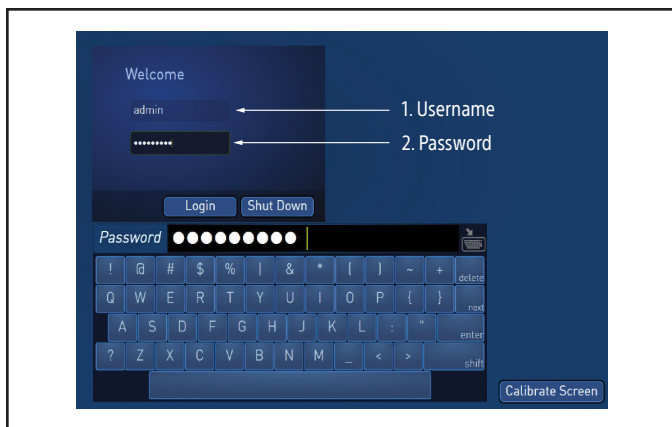 Welcome
admin
1. Username
•••••••••
2. Password
Login Shut Down
Password ●●●●●●●●●
! @ # $ % | & * ( ) ~ + delete
Q W E R T Y U I O P { } next
A S D F G H J K L : " enter
? Z X C V B N M _ < > shift
Calibrate Screen